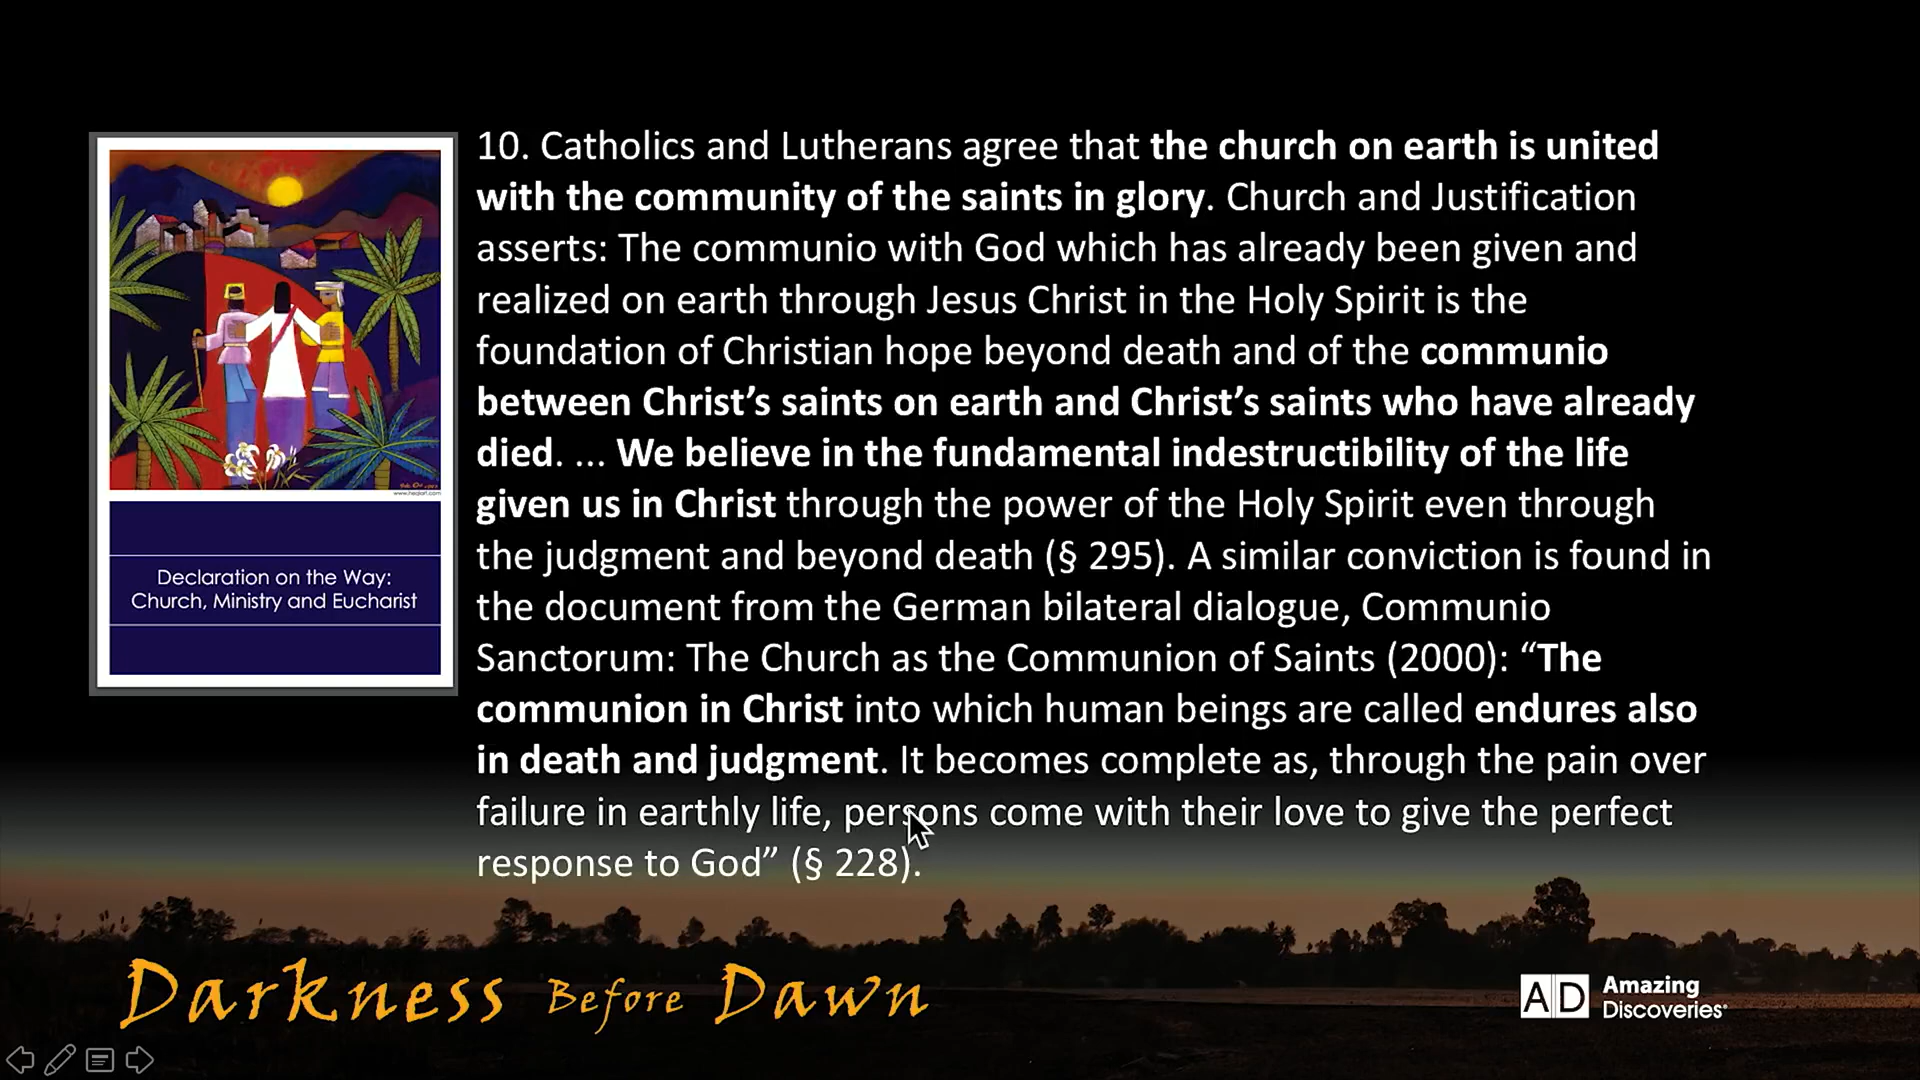 10. Catholics and Lutherans agree that the church on earth is united
with the community of the saints in glory. Church and Justification
asserts: The communio with God which has already been given and
realized on earth through Jesus Christ in the Holy Spirit is the
foundation of Christian hope beyond death and of the communio
between Christ’s saints on earth and Christ’s saints who have already
died. ... We believe in the fundamental indestructibility of the life
given us in Christ through the power of the Holy Spirit even through
the judgment and beyond death (§ 295). A similar conviction is found in
the document from the German bilateral dialogue, Communio
Sanctorum: The Church as the Communion of Saints (2000): “The
communion in Christ into which human beings are called endures also
in death and judgment. It becomes complete as, through the pain over
failure in earthly life, persons come with their love to give the perfect
response to God” (§ 228).
www.heqiart.com
Declaration on the Way:
Church, Ministry and Eucharist
Darkness Before Dawn
AD
Amazing
Discoveries